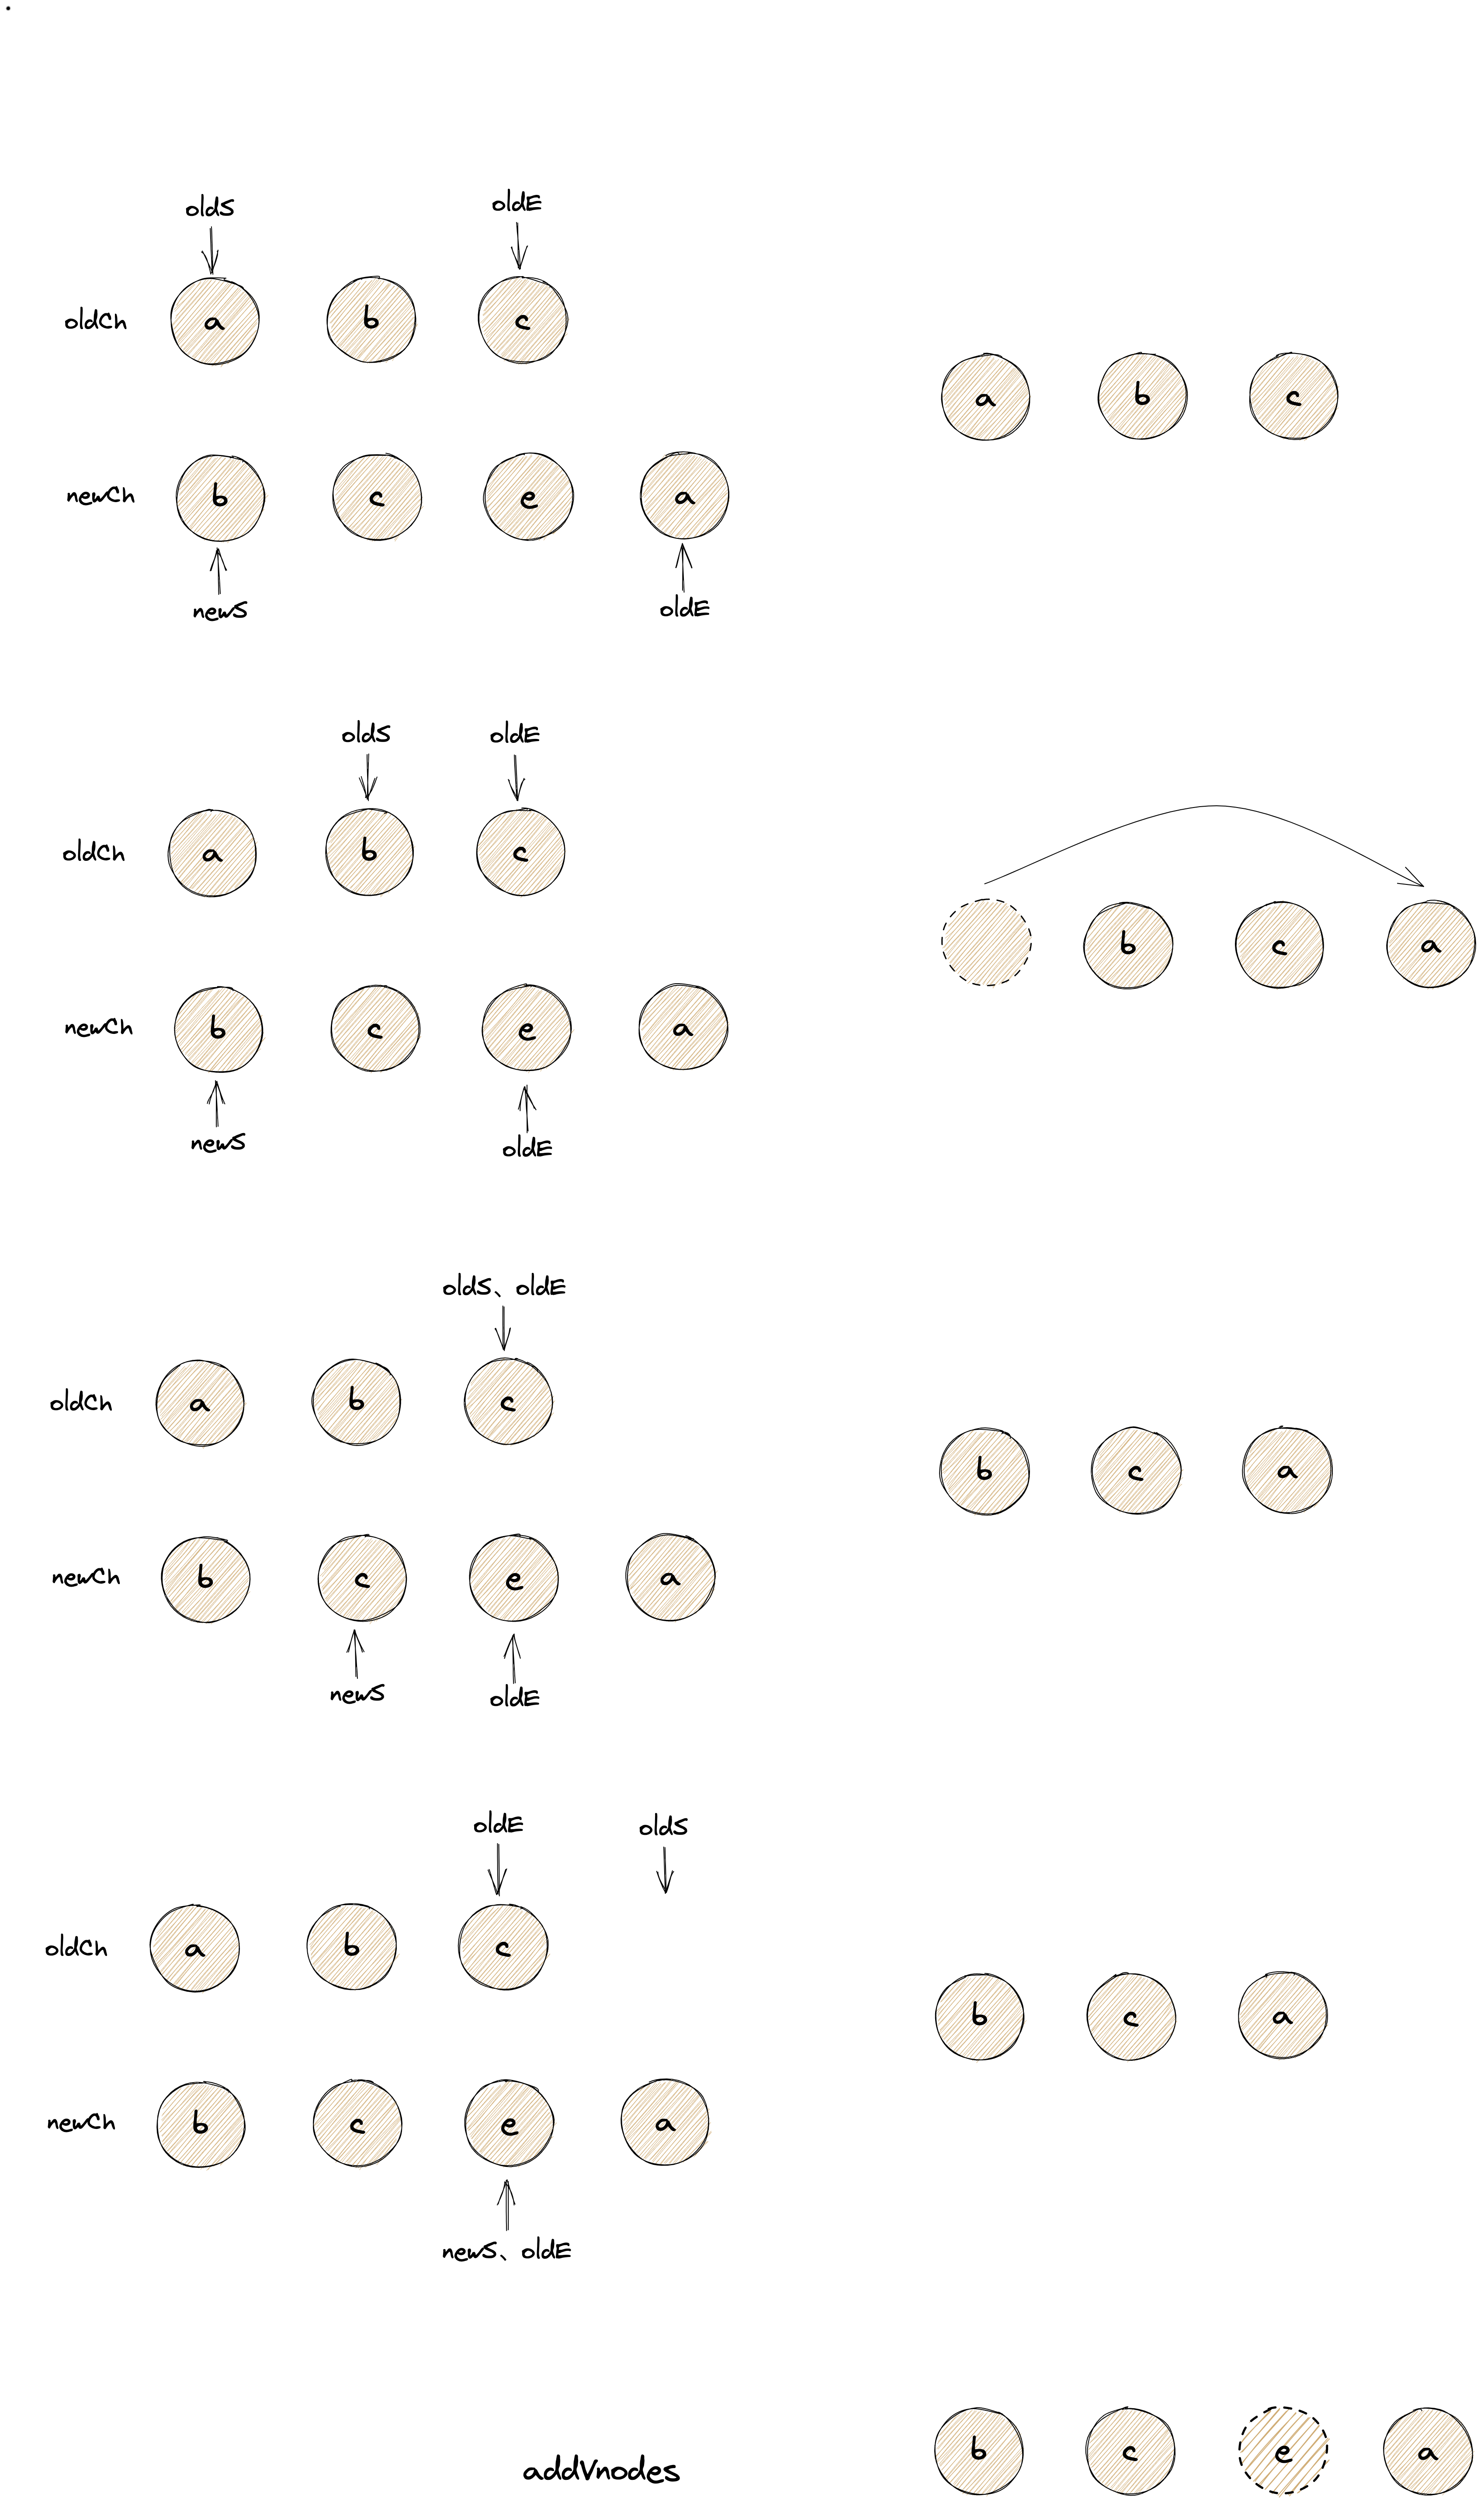 oldS oldE
oldCh a b c
a b c
newCh b c e a
newS oldE
oldS oldE
oldCh a b c
b c a
newCh b c e a
newS oldE
oldS、oldE
oldCh a b c
b c a
newCh b c e a
newS oldE
oldE oldS
oldCh a b c
b c a
newCh b c e a
newS、oldE
b c e a
addVnodes